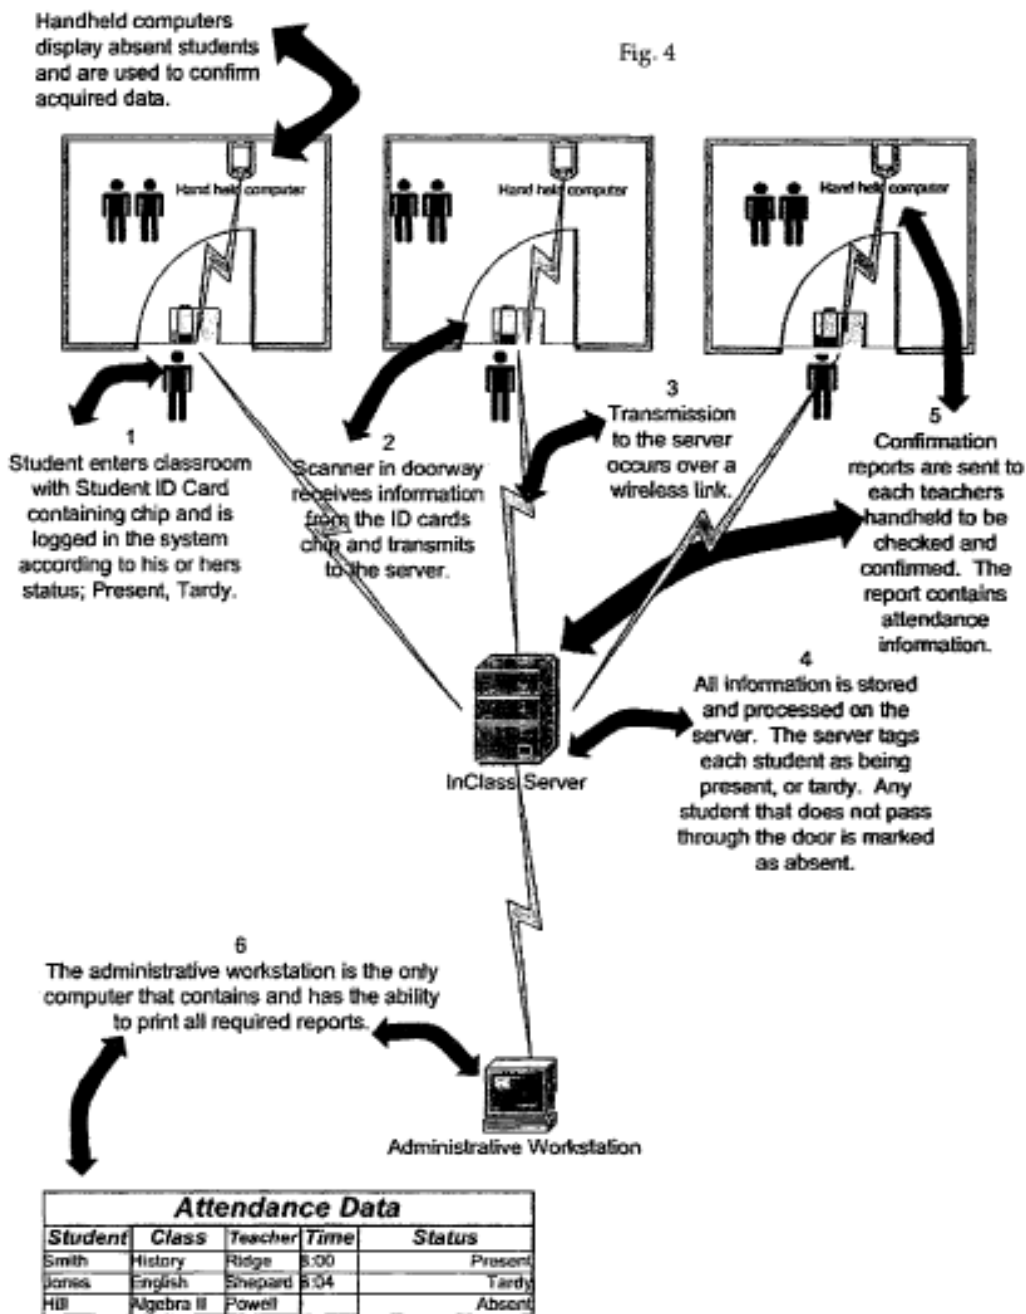 Handheld computers
display absent students
and are used to confirm
acquired data.
Fig. 4
Hand held computer
Hand held computer
Hand held computer
1
Student enters classroom
with Student ID Card
containing chip and is
logged in the system
according to his or hers
status; Present, Tardy.
2
Scanner in doorway
receives information
from the ID cards
chip and transmits
to the server.
3
Transmission
to the server
occurs over a
wireless link.
5
Confirmation
reports are sent to
each teachers
handheld to be
checked and
confirmed. The
report contains
attendance
information.
4
All information is stored
and processed on the
server. The server tags
each student as being
present, or tardy. Any
student that does not pass
through the door is marked
as absent.
InClass Server
6
The administrative workstation is the only
computer that contains and has the ability
to print all required reports.
Administrative Workstation
Attendance Data
Student Class Teacher Time Status
Smith History Ridge 8:00 Present
Jones English Shepard 8:04 Tardy
Hill Algebra II Powell Absent